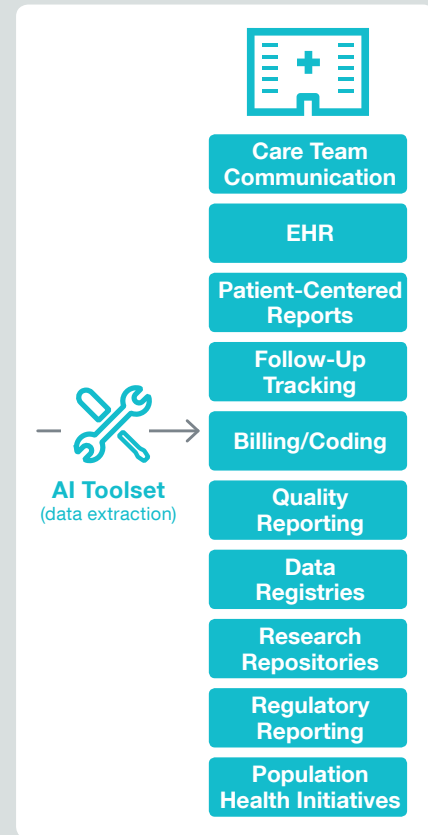 Care Team
Communication
EHR
Patient-Centered
Reports
Follow-Up
Tracking
Billing/Coding
AI Toolset
(data extraction)
Quality
Reporting
Data
Registries
Research
Repositories
Regulatory
Reporting
Population
Health Initiatives